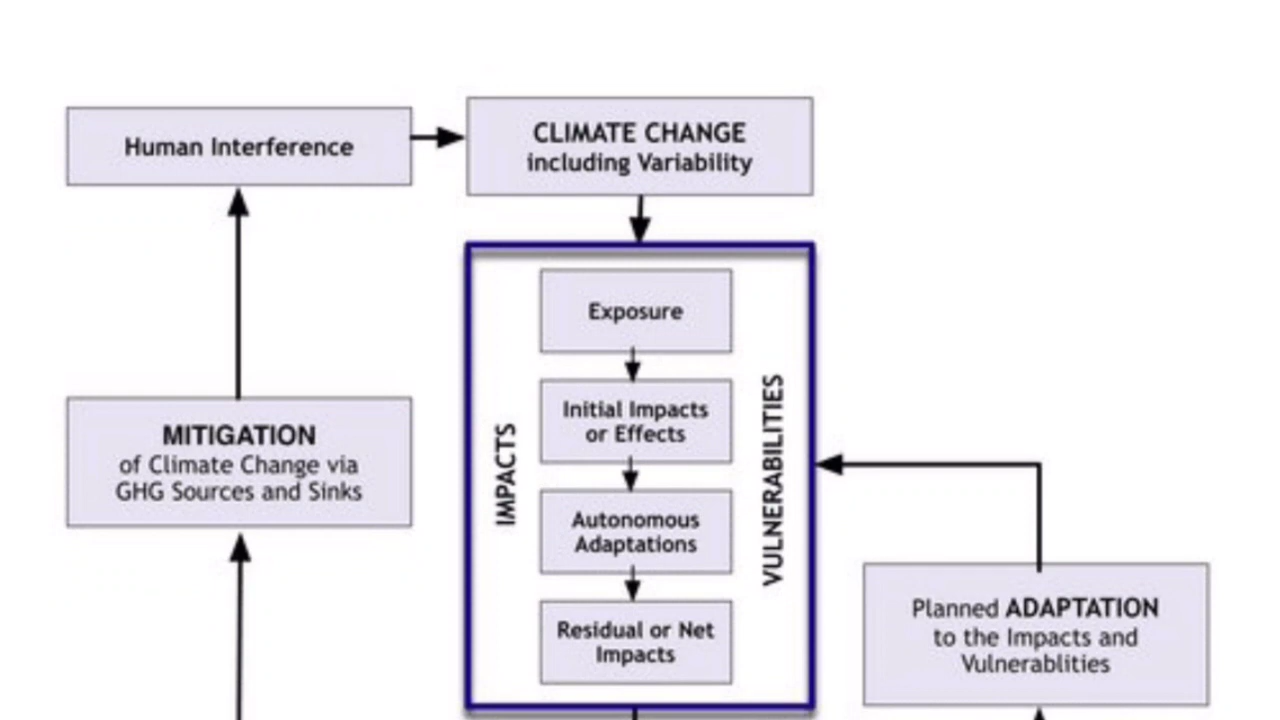 Human Interference
CLIMATE CHANGE
including Variability
Exposure
Initial Impacts
or Effects
Autonomous
Adaptations
Residual or Net
Impacts
IMPACTS
VULNERABILITIES
MITIGATION
of Climate Change via
GHG Sources and Sinks
Planned ADAPTATION
to the Impacts and
Vulnerablities